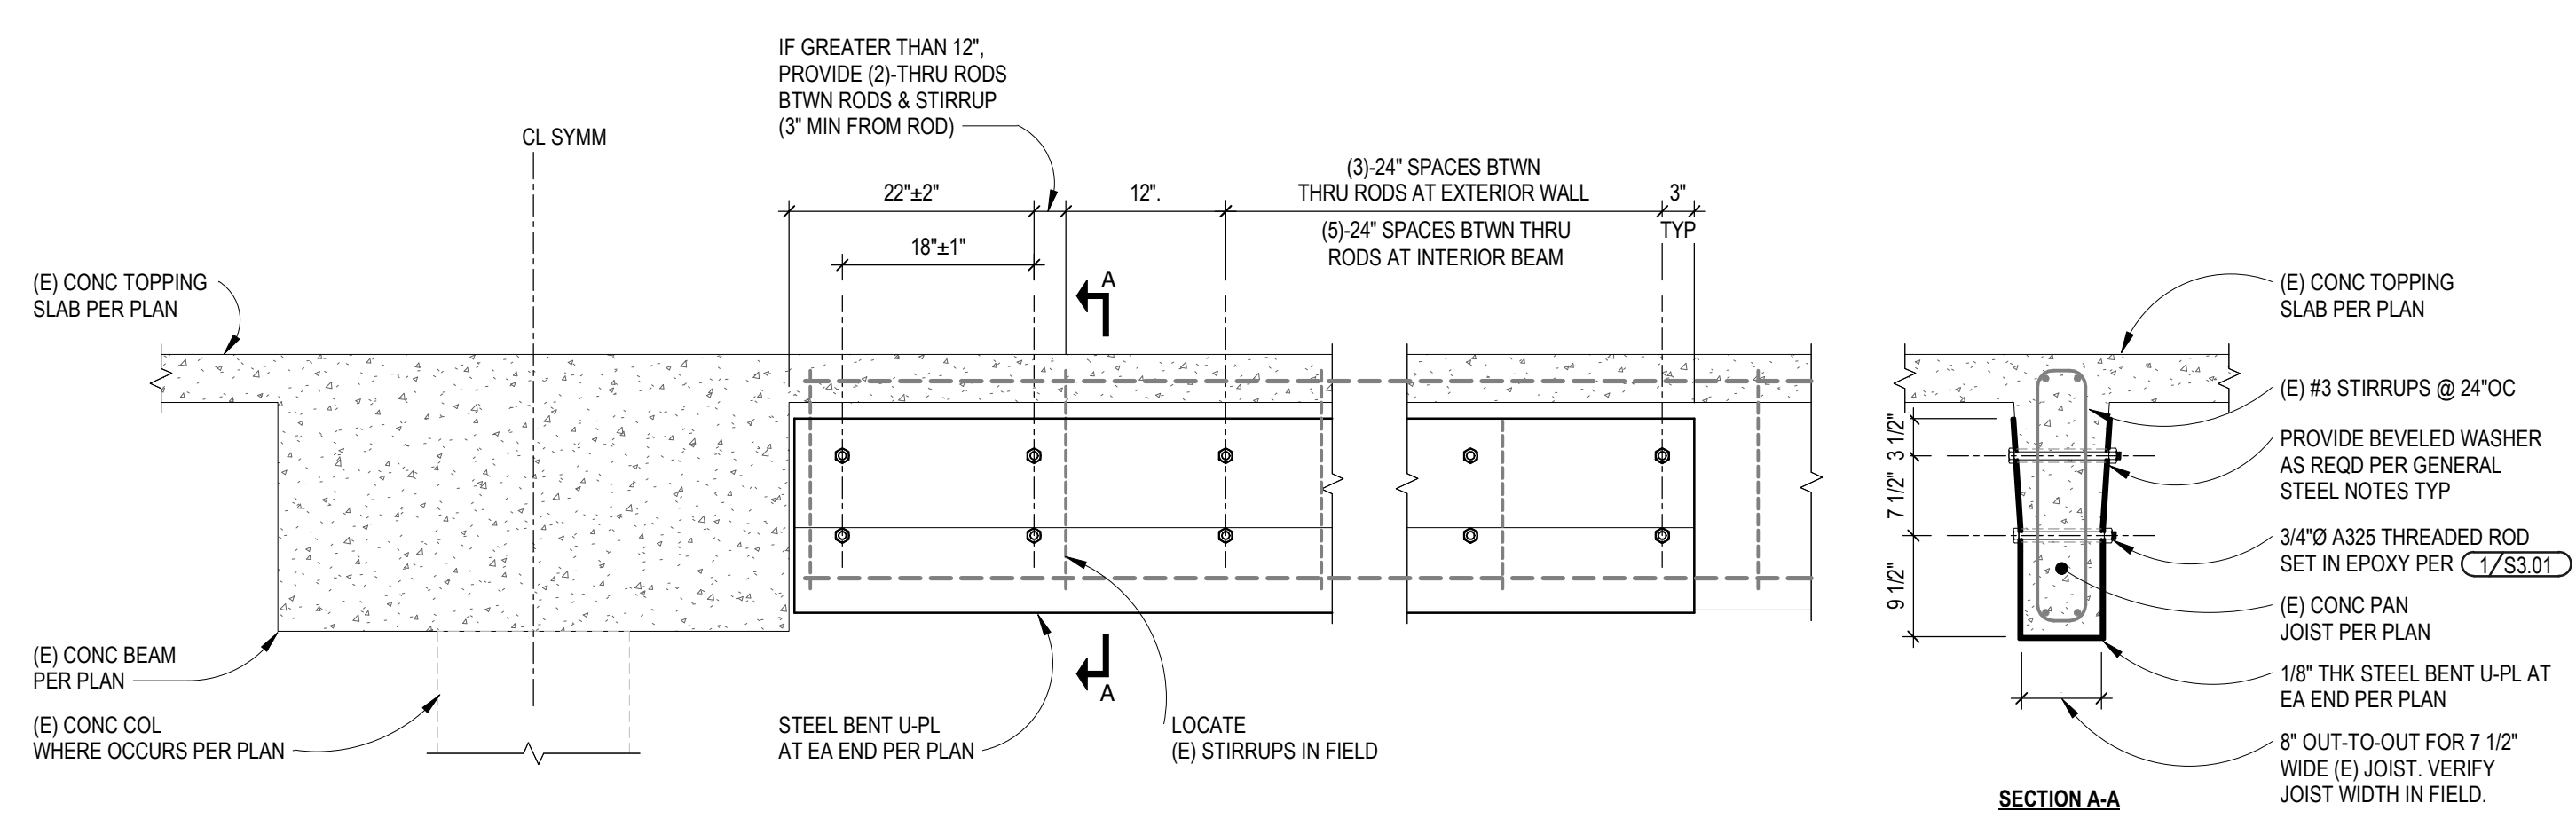 IF GREATER THAN 12",
PROVIDE (2)-THRU RODS
BTWN RODS & STIRRUP
(3" MIN FROM ROD)
CL SYMM
22"±2"
12".
(3)-24" SPACES BTWN
THRU RODS AT EXTERIOR WALL
3"
TYP
(5)-24" SPACES BTWN THRU
RODS AT INTERIOR BEAM
18"±1"
A
(E) CONC TOPPING
SLAB PER PLAN
(E) CONC BEAM
PER PLAN
(E) CONC COL
WHERE OCCURS PER PLAN
STEEL BENT U-PL
AT EA END PER PLAN
A
LOCATE
(E) STIRRUPS IN FIELD
3 1/2"
7 1/2"
9 1/2"
(E) CONC TOPPING
SLAB PER PLAN
(E) #3 STIRRUPS @ 24"OC
PROVIDE BEVELED WASHER
AS REQD PER GENERAL
STEEL NOTES TYP
3/4"Ø A325 THREADED ROD
SET IN EPOXY PER 1/S3.01
(E) CONC PAN
JOIST PER PLAN
1/8" THK STEEL BENT U-PL AT
EA END PER PLAN
8" OUT-TO-OUT FOR 7 1/2"
WIDE (E) JOIST. VERIFY
JOIST WIDTH IN FIELD.
SECTION A-A